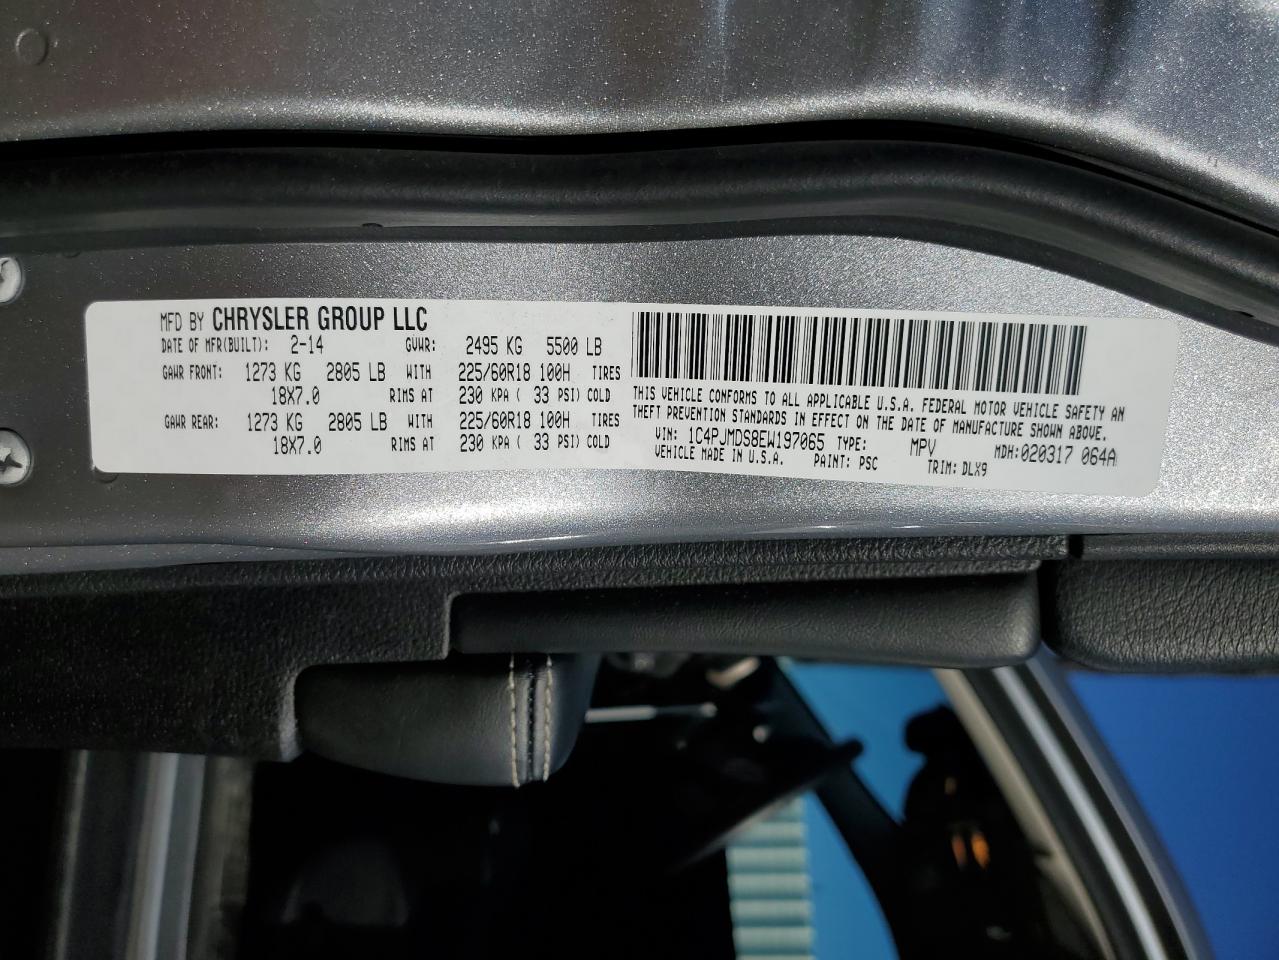 MFD BY CHRYSLER GROUP LLC
DATE OF MFR(BUILT): 2-14 GVWR: 2495 KG 5500 LB
GAWR FRONT: 1273 KG 2805 LB WITH 225/60R18 100H TIRES
18X7.0 RIMS AT 230 KPA ( 33 PSI) COLD
GAWR REAR: 1273 KG 2805 LB WITH 225/60R18 100H TIRES
18X7.0 RIMS AT 230 KPA ( 33 PSI) COLD
THIS VEHICLE CONFORMS TO ALL APPLICABLE U.S.A. FEDERAL MOTOR VEHICLE SAFETY AN
THEFT PREVENTION STANDARDS IN EFFECT ON THE DATE OF MANUFACTURE SHOWN ABOVE.
VIN: 1C4PJMDS8EW197065 TYPE: MPV MDH:020317 064A
VEHICLE MADE IN U.S.A. PAINT: PSC TRIM: DLX9